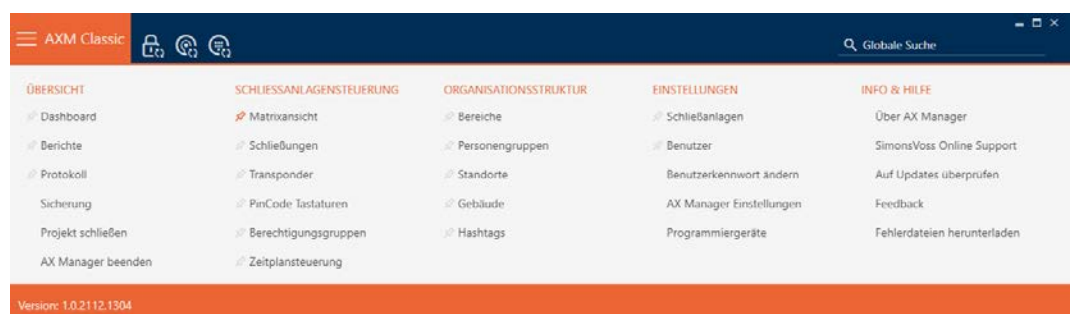 AXM Classic
Globale Suche
ÜBERSICHT
Dashboard
Berichte
Protokoll
Sicherung
Projekt schließen
AX Manager beenden
SCHLIESSANLAGENSTEUERUNG
Matrixansicht
Schließungen
Transponder
PinCode Tastaturen
Berechtigungsgruppen
Zeitplansteuerung
ORGANISATIONSSTRUKTUR
Bereiche
Personengruppen
Standorte
Gebäude
Hashtags
EINSTELLUNGEN
Schließanlagen
Benutzer
Benutzerkennwort ändern
AX Manager Einstellungen
Programmiergeräte
INFO & HILFE
Über AX Manager
SimonsVoss Online Support
Auf Updates überprüfen
Feedback
Fehlerdateien herunterladen
Version: 1.0.2112.1304